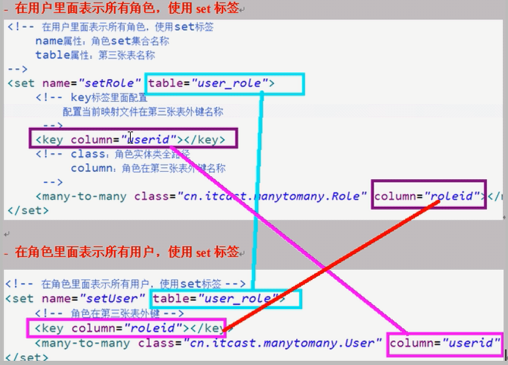 - 在用户里面表示所有角色，使用 set 标签
<!-- 在用户里面表示所有角色，使用set标签
name属性：角色set集合名称
table属性：第三张表名称
-->
<set name="setRole" table="user_role">
<!-- key标签里面配置
配置当前映射文件在第三张表外键名称
-->
<key column="userid"></key>
<!-- class：角色实体类全路径
column：角色在第三张表外键名称
-->
<many-to-many class="cn.itcast.manytomany.Role" column="roleid"></
</set>
- 在角色里面表示所有用户，使用 set 标签
<!-- 在角色里面表示所有用户，使用set标签 -->
<set name="setUser" table="user_role">
<!-- 角色在第三张表外键 -->
<key column="roleid"></key
<many-to-many class="cn.itcast.manytomany.User" column="userid"
</set>